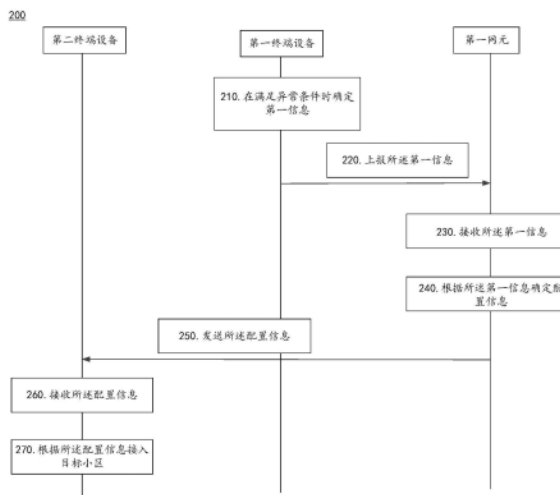 200
第二终端设备
第一终端设备
第一网元
210. 在满足异常条件时确定
第一信息
220. 上报所述第一信息
230. 接收所述第一信息
240. 根据所述第一信息确定配
置信息
250. 发送所述配置信息
260. 接收所述配置信息
270. 根据所述配置信息接入
目标小区